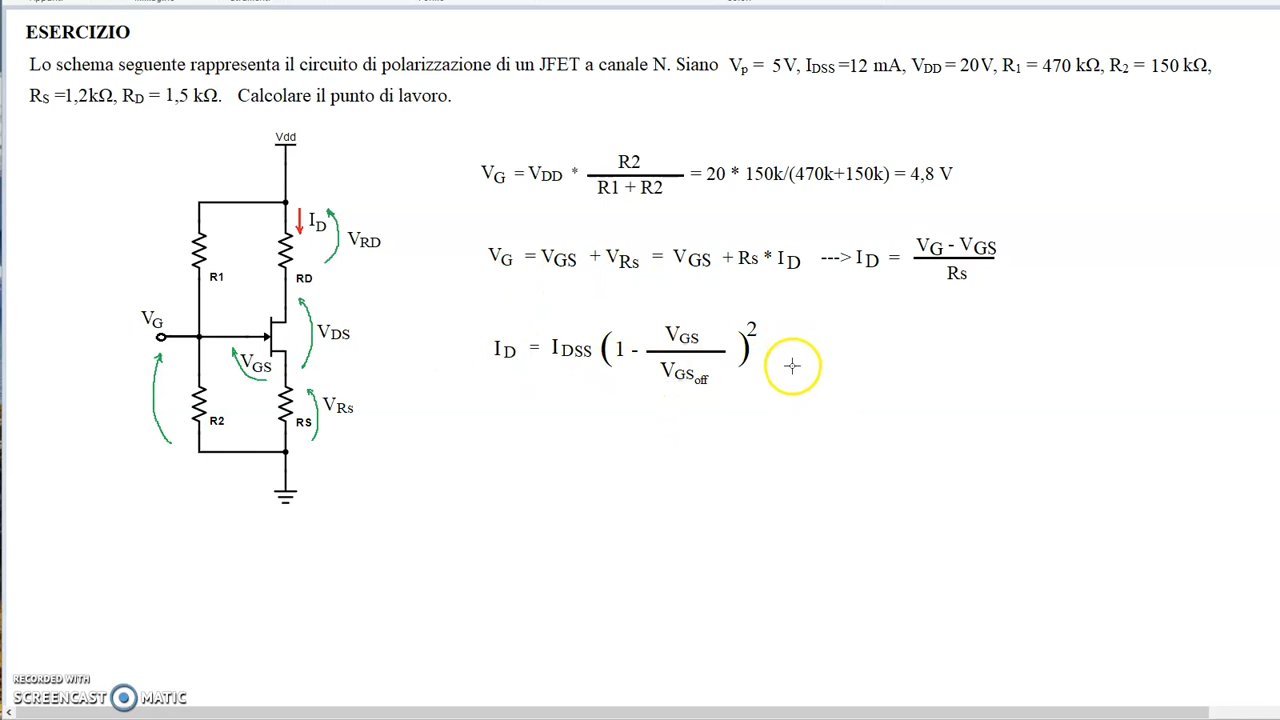 ESERCIZIO
Lo schema seguente rappresenta il circuito di polarizzazione di un JFET a canale N. Siano Vp = 5V, IDSS =12 mA, VDD = 20V, R1 = 470 kΩ, R2 = 150 kΩ,
RS =1,2kΩ, RD = 1,5 kΩ. Calcolare il punto di lavoro.
Vdd
ID
VRD
R1
RD
VG
VDS
VGS
VRs
R2
RS
VG = VDD * R2 / R1 + R2 = 20 * 150k/(470k+150k) = 4,8 V
VG = VGS + VRs = VGS + Rs * ID ---> ID = VG - VGS / Rs
ID = IDSS (1 - VGS / VGSoff )2
RECORDED WITH
SCREENCAST MATIC